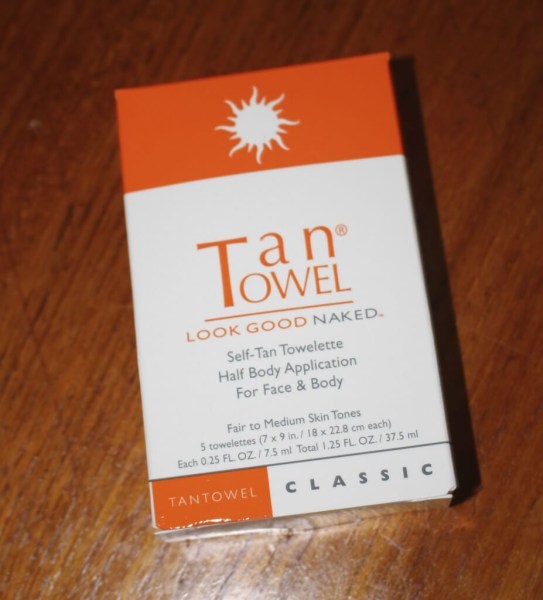 Tan®
TOWEL
LOOK GOOD NAKED™
Self-Tan Towelette
Half Body Application
For Face & Body
Fair to Medium Skin Tones
5 towelettes (7 x 9 in. / 18 x 22.8 cm each)
Each 0.25 FL. OZ. / 7.5 ml Total 1.25 FL. OZ. / 37.5 ml
TANTOWEL CLASSIC